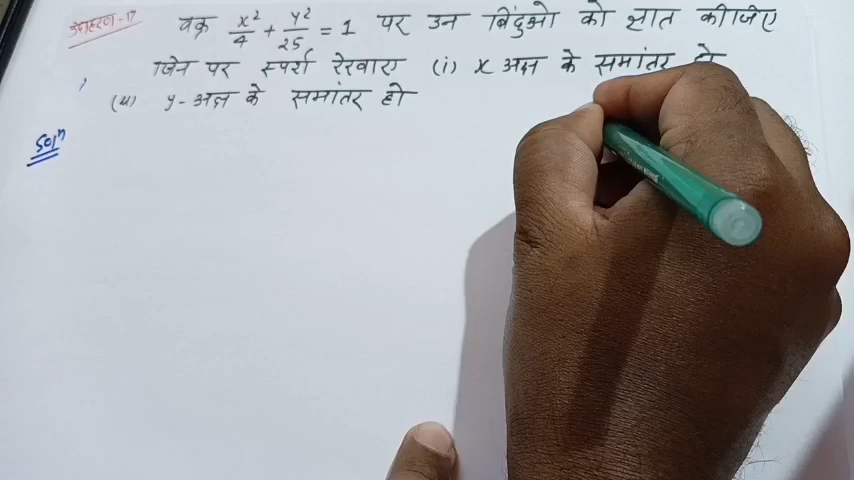 उदाहरण-17 वक्र x²/4 + y²/25 = 1 पर उन बिंदुओ को ज्ञात कीजिए
जिन पर स्पर्श रेखाए (i) x अक्ष के समांतर हो
(ii) y-अक्ष के समांतर हो
Solⁿ